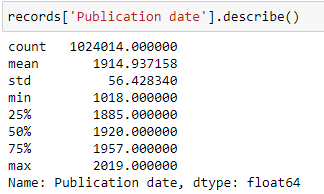 records['Publication date'].describe()
count 1024014.000000
mean 1914.937158
std 56.428340
min 1018.000000
25% 1885.000000
50% 1920.000000
75% 1957.000000
max 2019.000000
Name: Publication date, dtype: float64